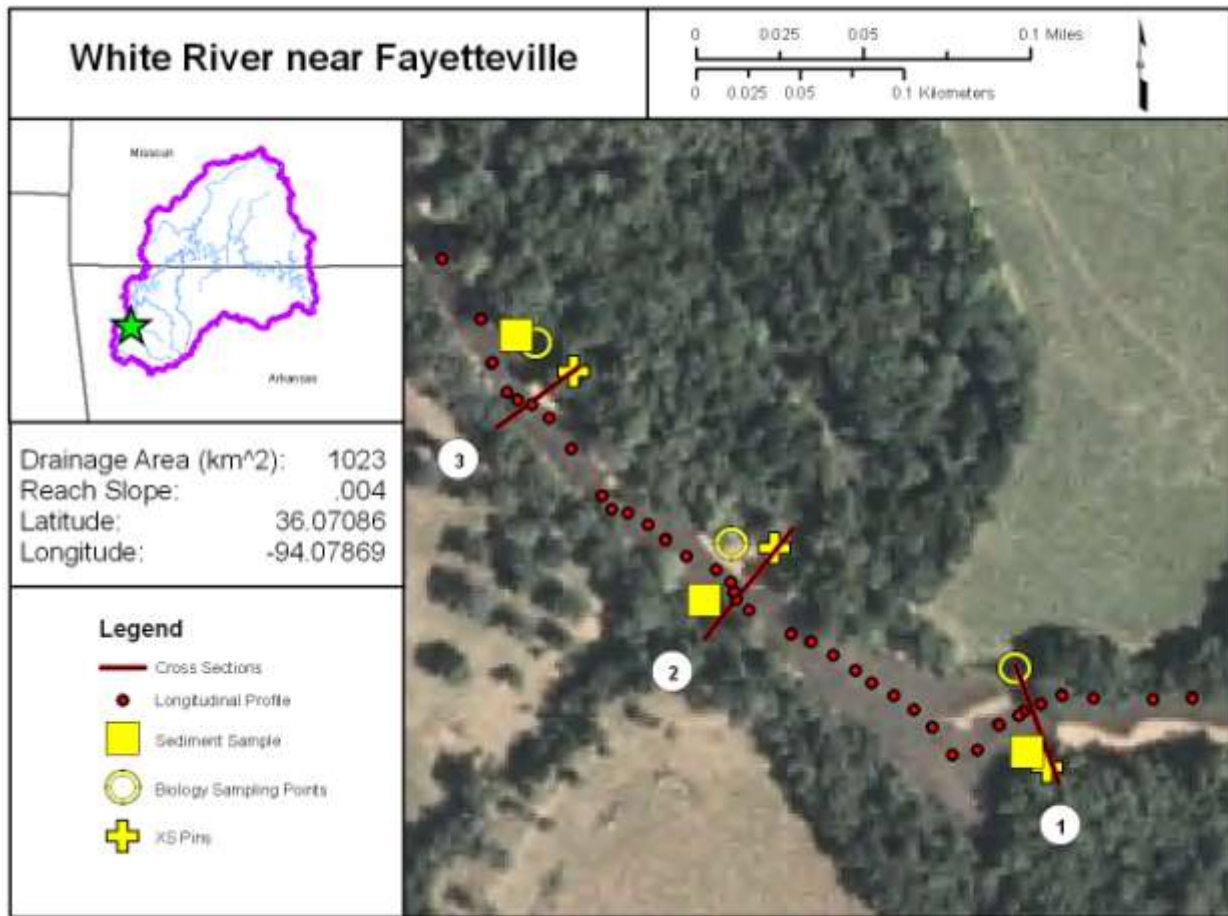 White River near Fayetteville
0 0.025 0.05 0.1 Miles
0 0.025 0.05 0.1 Kilometers
Missouri
Arkansas
Drainage Area (km^2): 1023
Reach Slope: .004
Latitude: 36.07086
Longitude: -94.07869
Legend
Cross Sections
Longitudinal Profile
Sediment Sample
Biology Sampling Points
XS Pins
3
2
1